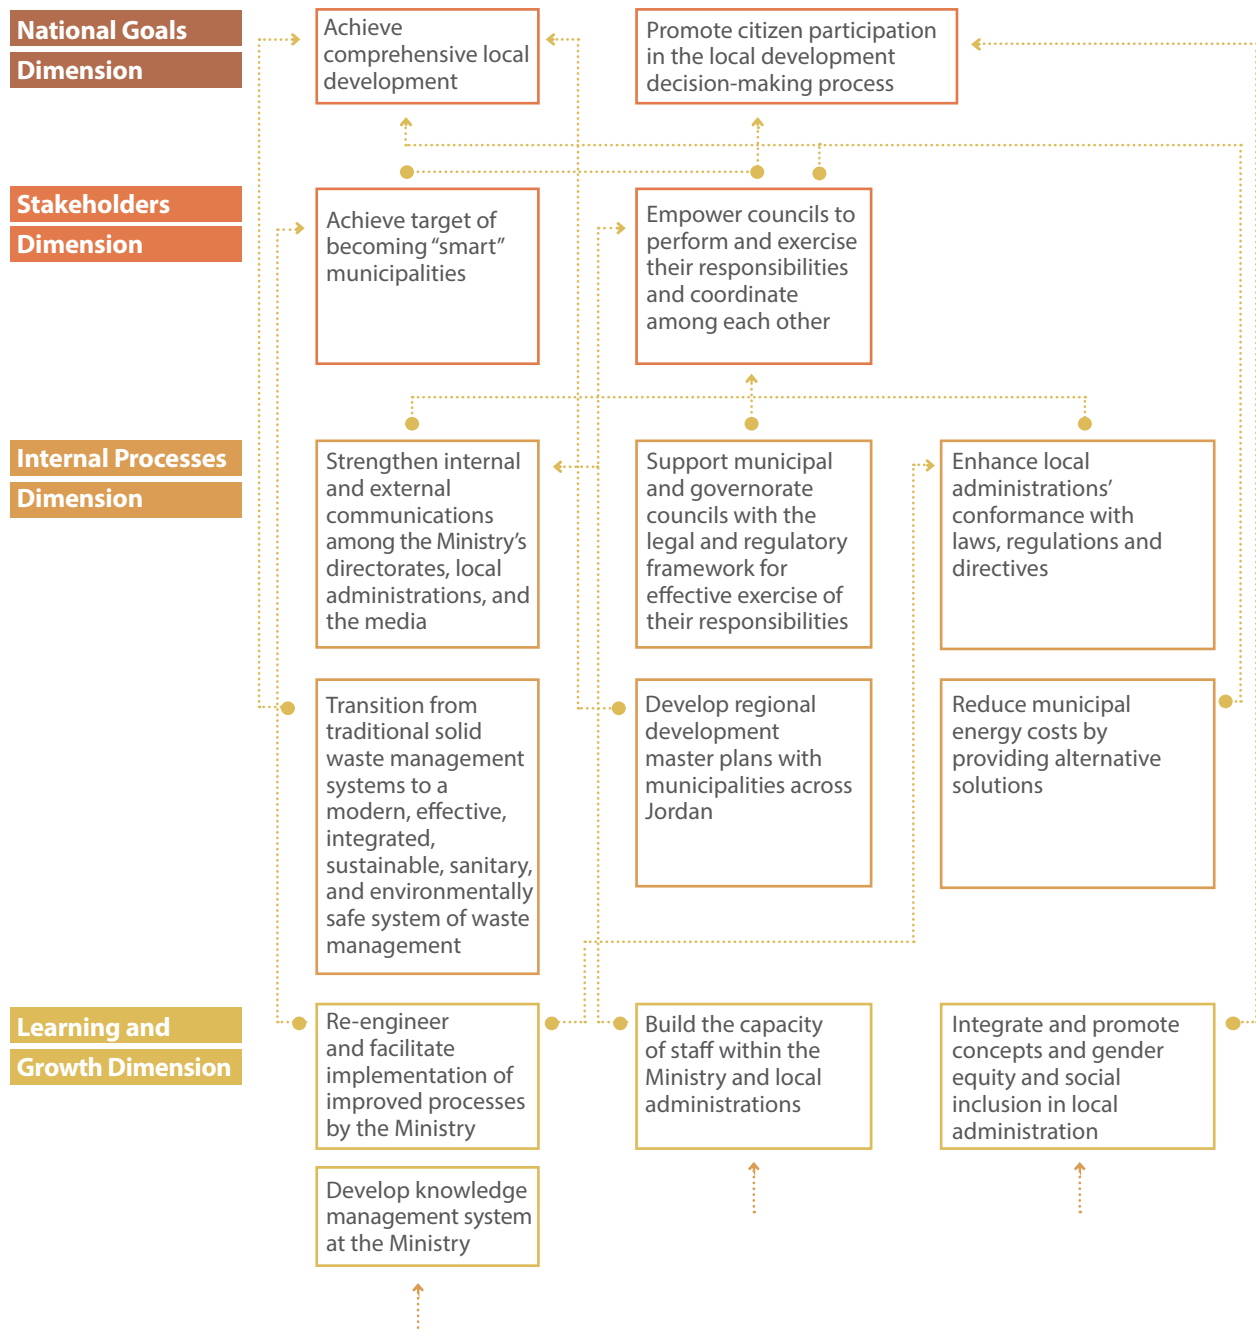 National Goals
Dimension
Achieve
comprehensive local
development
Promote citizen participation
in the local development
decision-making process
Stakeholders
Dimension
Achieve target of
becoming “smart”
municipalities
Empower councils to
perform and exercise
their responsibilities
and coordinate
among each other
Internal Processes
Dimension
Strengthen internal
and external
communications
among the Ministry’s
directorates, local
administrations, and
the media
Support municipal
and governorate
councils with the
legal and regulatory
framework for
effective exercise of
their responsibilities
Enhance local
administrations’
conformance with
laws, regulations and
directives
Transition from
traditional solid
waste management
systems to a
modern, effective,
integrated,
sustainable, sanitary,
and environmentally
safe system of waste
management
Develop regional
development
master plans with
municipalities across
Jordan
Reduce municipal
energy costs by
providing alternative
solutions
Learning and
Growth Dimension
Re-engineer
and facilitate
implementation of
improved processes
by the Ministry
Build the capacity
of staff within the
Ministry and local
administrations
Integrate and promote
concepts and gender
equity and social
inclusion in local
administration
Develop knowledge
management system
at the Ministry